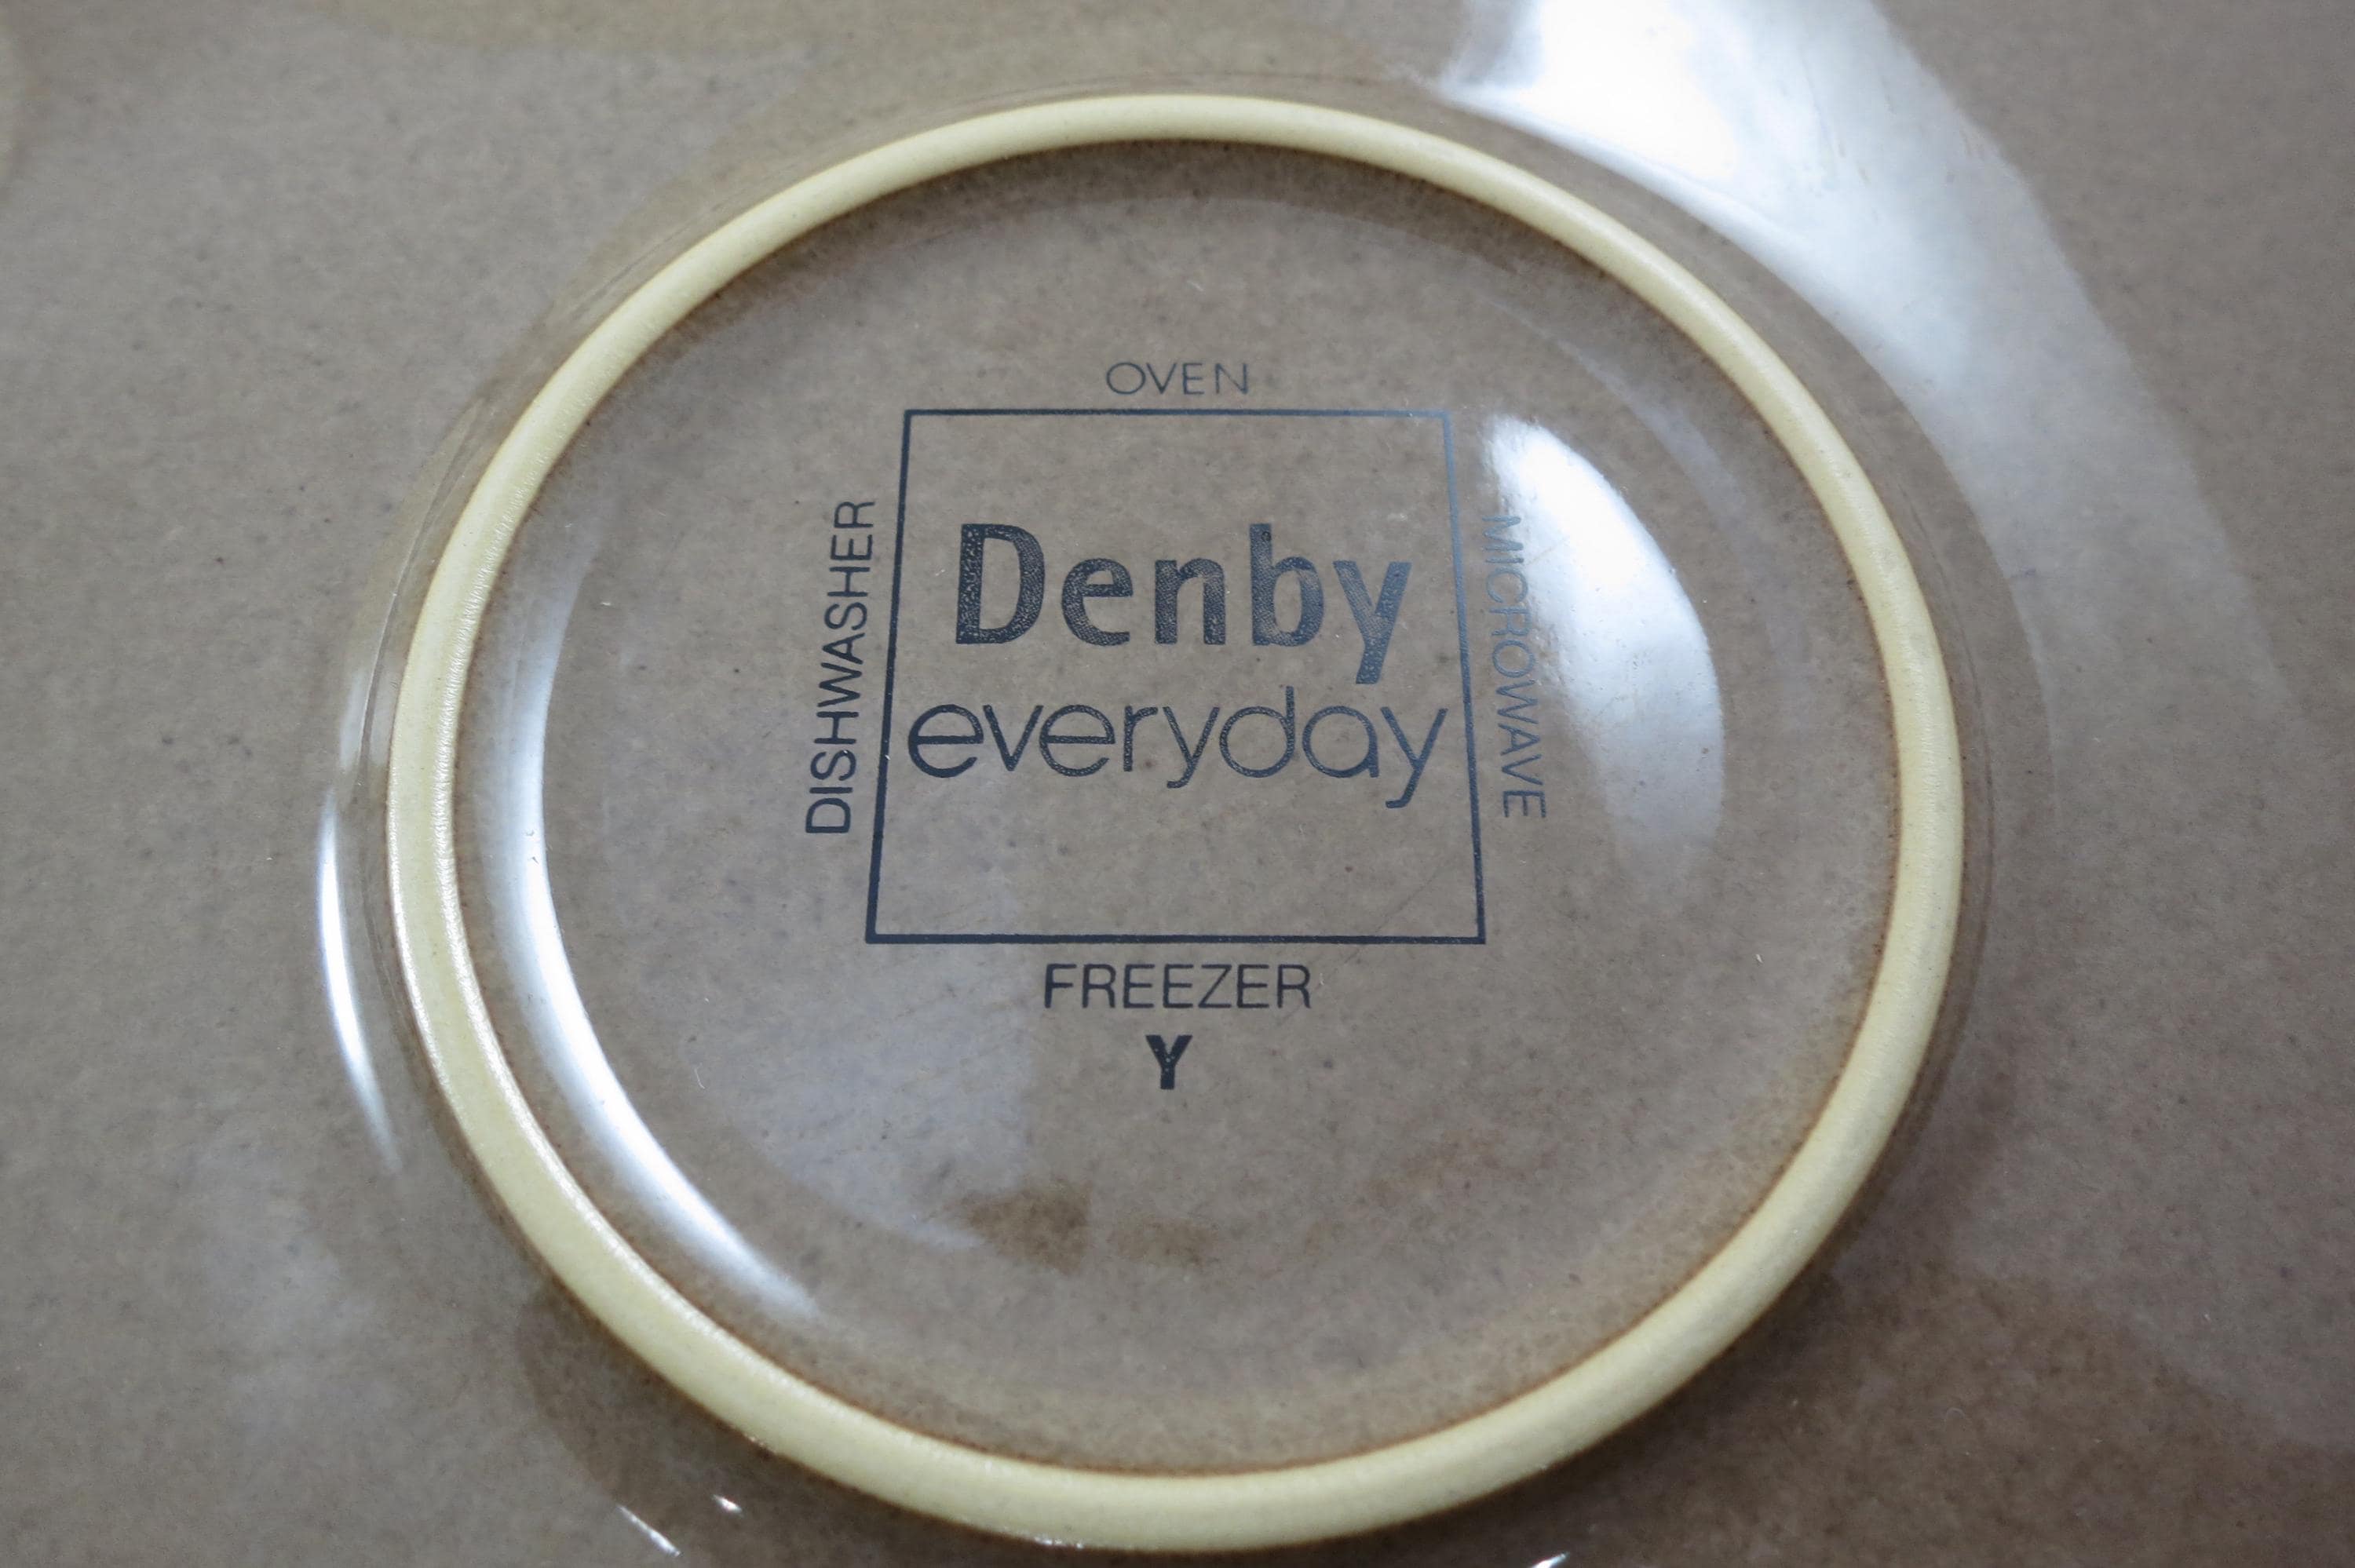 OVEN
DISHWASHER
Denby
everyday
MICROWAVE
FREEZER
Y